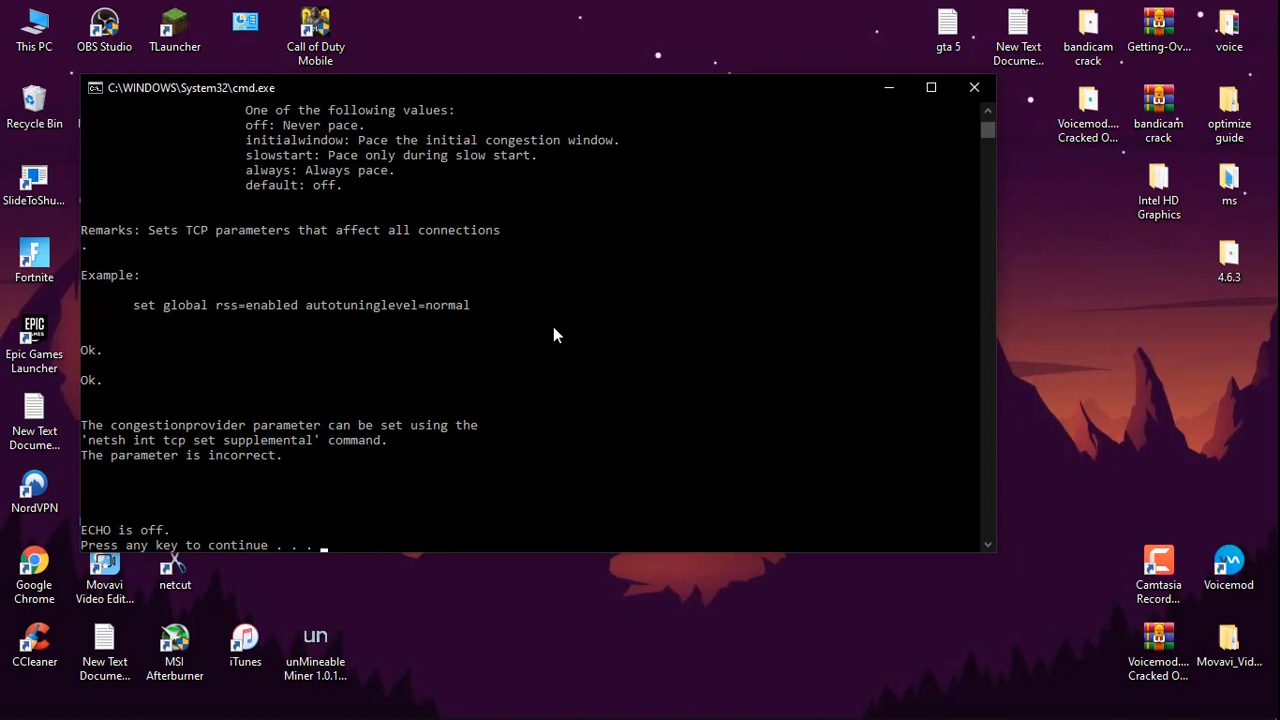 This PC
OBS Studio
TLauncher
Call of Duty
Mobile
gta 5
New Text
Docume...
bandicam
crack
Getting-Ov...
voice
C:\WINDOWS\System32\cmd.exe
One of the following values:
off: Never pace.
initialwindow: Pace the initial congestion window.
slowstart: Pace only during slow start.
always: Always pace.
default: off.
Remarks: Sets TCP parameters that affect all connections
.
Example:
set global rss=enabled autotuninglevel=normal
Ok.
Ok.
The congestionprovider parameter can be set using the
'netsh int tcp set supplemental' command.
The parameter is incorrect.
ECHO is off.
Press any key to continue . . .
Recycle Bin
Voicemod....
Cracked O...
bandicam
crack
optimize
guide
SlideToShu...
Intel HD
Graphics
ms
Fortnite
4.6.3
EPIC
GAMES
Epic Games
Launcher
New Text
Docume...
NordVPN
Google
Chrome
Movavi
Video Edit...
netcut
Camtasia
Record...
Voicemod
CCleaner
New Text
Docume...
MSI
Afterburner
iTunes
un
unMineable
Miner 1.0.1...
Voicemod....
Cracked O...
Movavi_Vid...